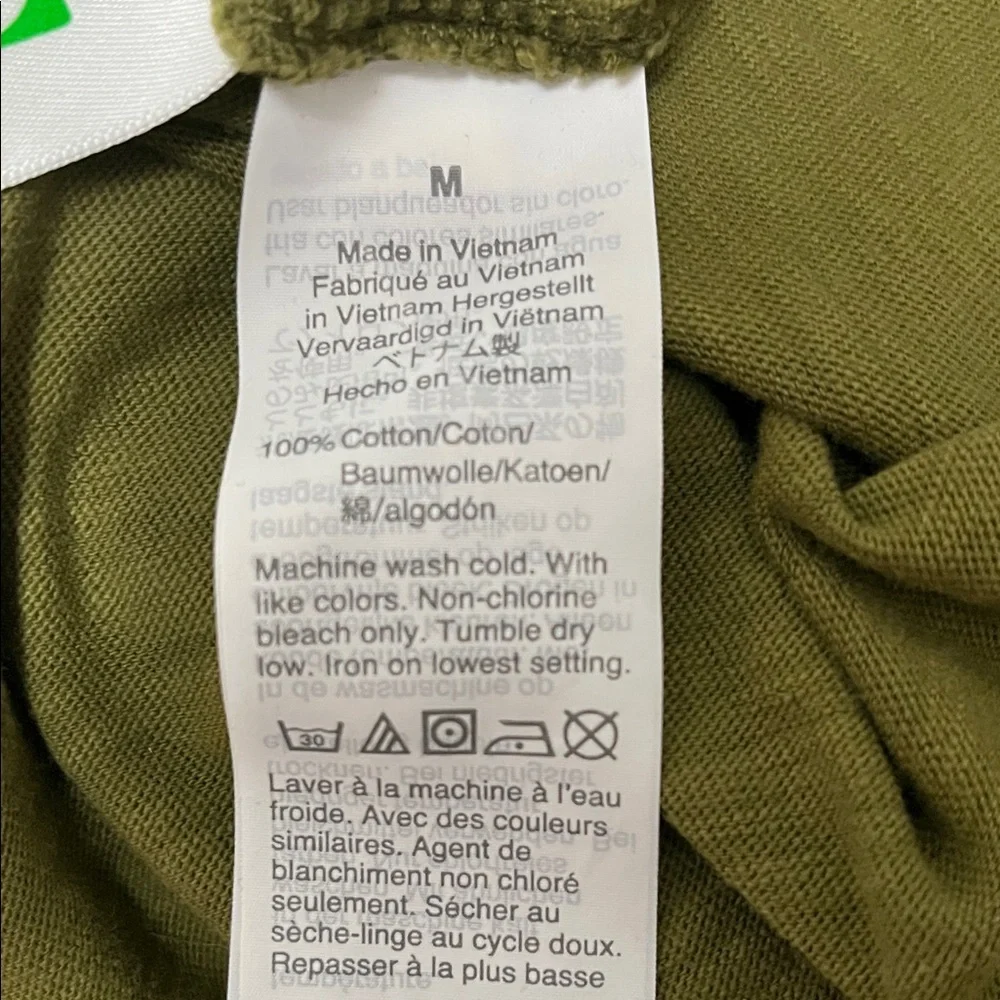 M
Made in Vietnam
Fabriqué au Vietnam
in Vietnam Hergestellt
Vervaardigd in Viëtnam
ベトナム製
Hecho en Vietnam
100% Cotton/Coton/
Baumwolle/Katoen/
綿/algodón
Machine wash cold. With
like colors. Non-chlorine
bleach only. Tumble dry
low. Iron on lowest setting.
30
Laver à la machine à l'eau
froide. Avec des couleurs
similaires. Agent de
blanchiment non chloré
seulement. Sécher au
sèche-linge au cycle doux.
Repasser à la plus basse